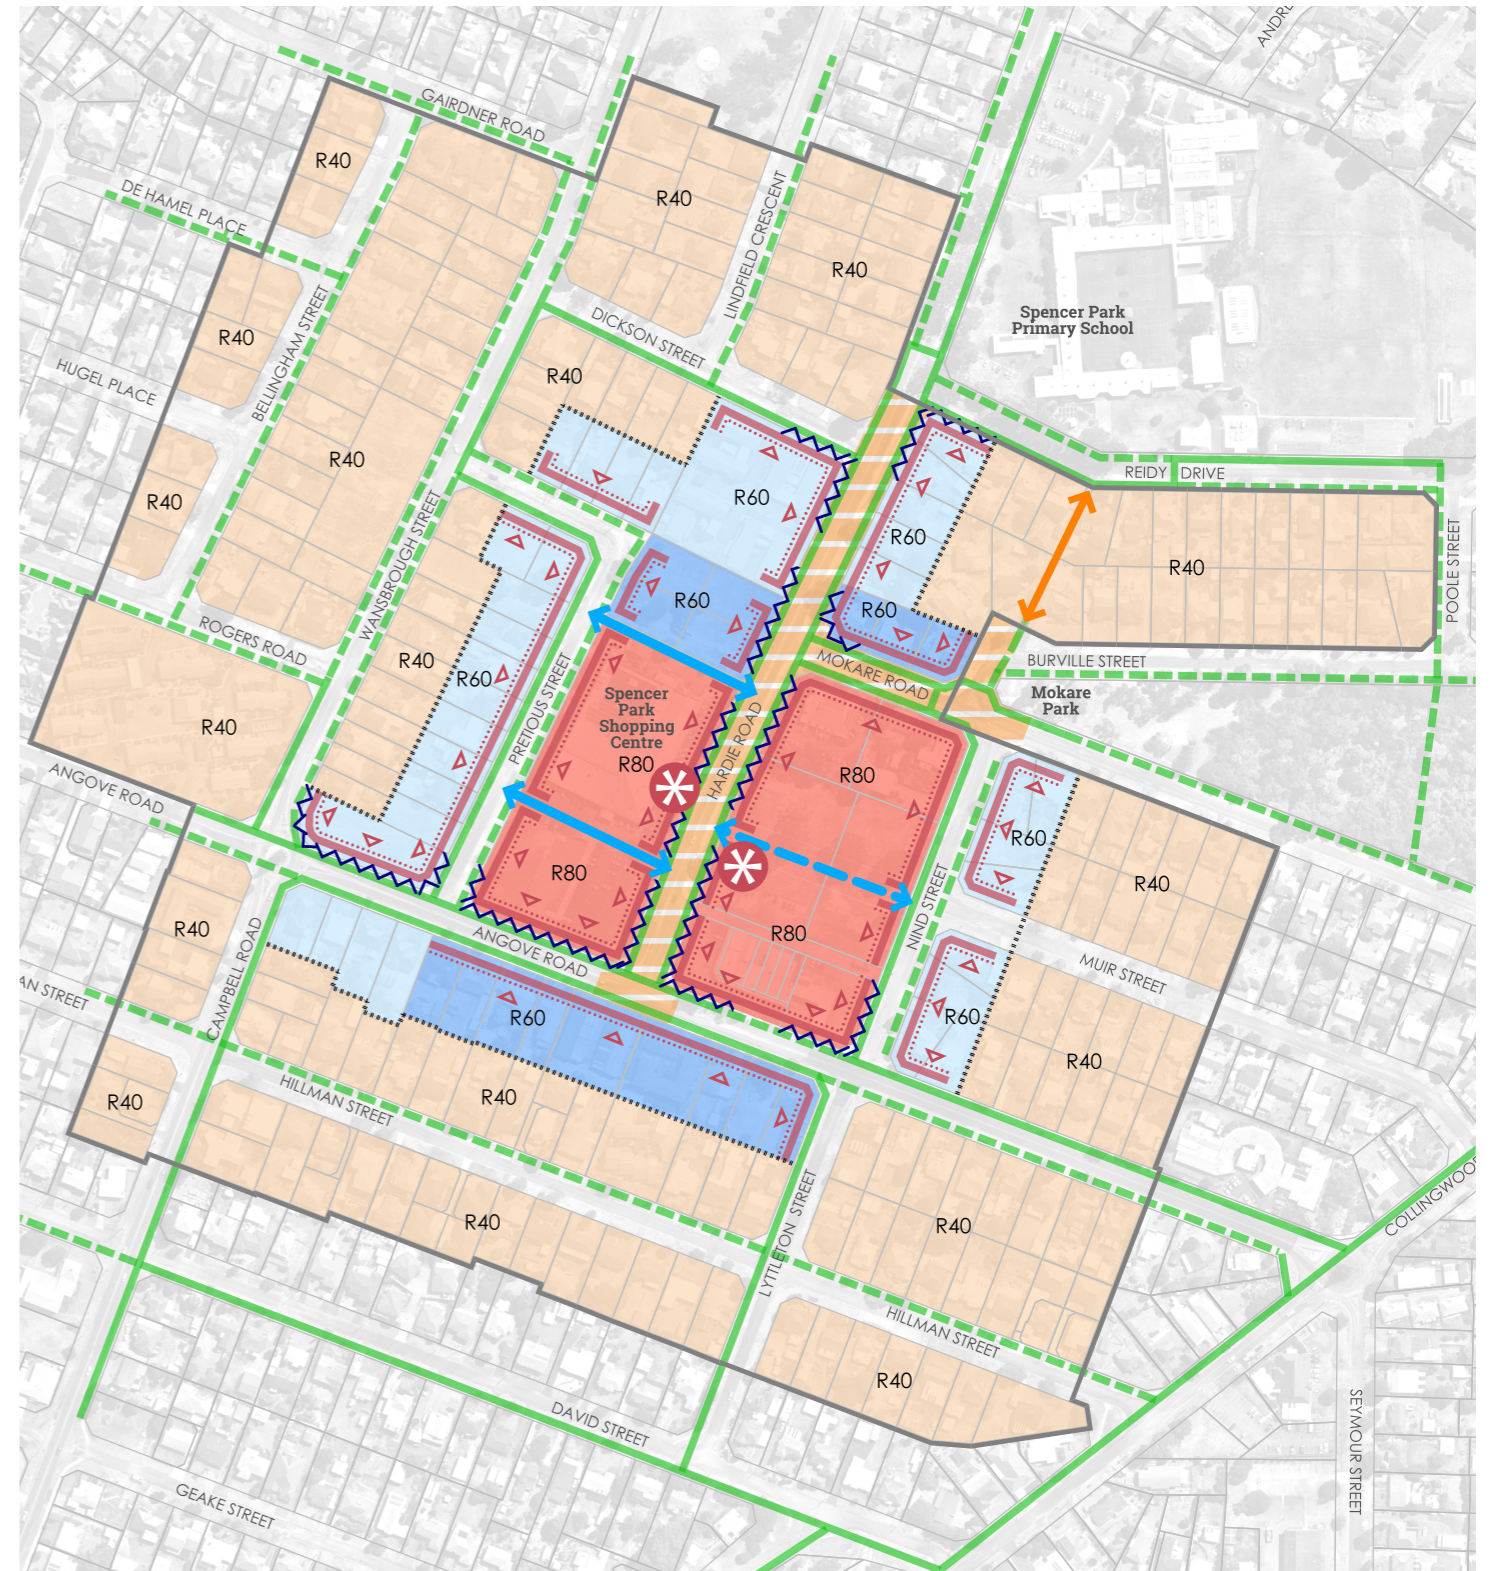 ANDRE
GAIRDNER ROAD
R40
R40
DE HAMEL PLACE
LINDFIELD CRESCENT
R40
BELLINGHAM STREET
R40
Spencer Park
Primary School
DICKSON STREET
HUGEL PLACE
R40
R40
R40
R60
REIDY DRIVE
WANSBROUGH STREET
R60
R40
POOLE STREET
R60
R60
ROGERS ROAD
R40
MOKARE ROAD
BURVILLE STREET
R60
PRETIOUS STREET
Spencer
Park
Shopping
Centre
Mokare
Park
R40
HARDIE ROAD
R80
R80
ANGOVE ROAD
R60
R80
R40
R40
NIND STREET
R80
ANGOVE ROAD
CAMPBELL ROAD
MUIR STREET
AN STREET
R60
R60
R40
R40
HILLMAN STREET
R40
LYTTLETON STREET
R40
R40
COLLINGWOO
HILLMAN STREET
R40
DAVID STREET
SEYMOUR STREET
GEAKE STREET